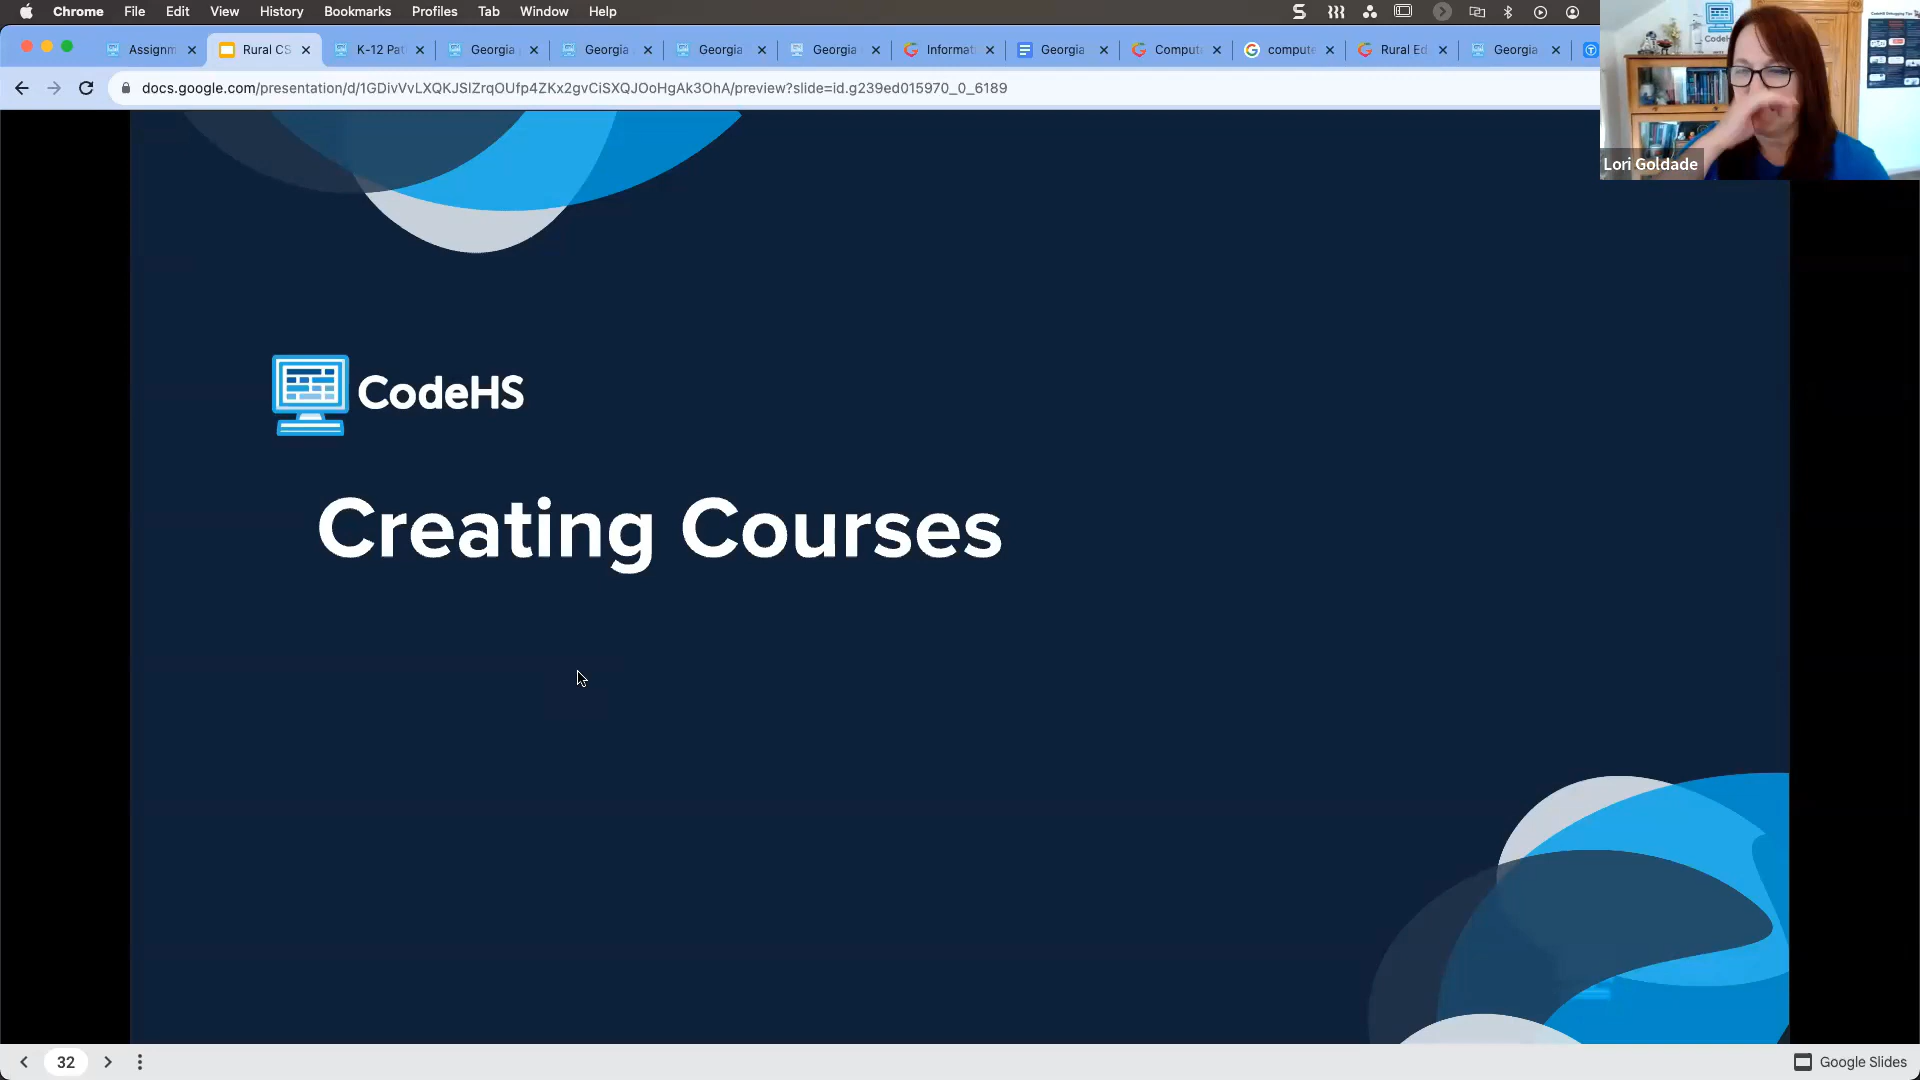 Chrome File Edit View History Bookmarks Profiles Tab Window Help
Assignm Rural CS K-12 Pat Georgia Georgia Georgia Georgia Informat Georgia Compute compute Rural Ed Georgia
docs.google.com/presentation/d/1GDivVvLXQKJSlZrqOUfp4ZKx2gvCiSXQJOoHgAk3OhA/preview?slide=id.g239ed015970_0_6189
Lori Goldade
CodeHS
Creating Courses
32
Google Slides